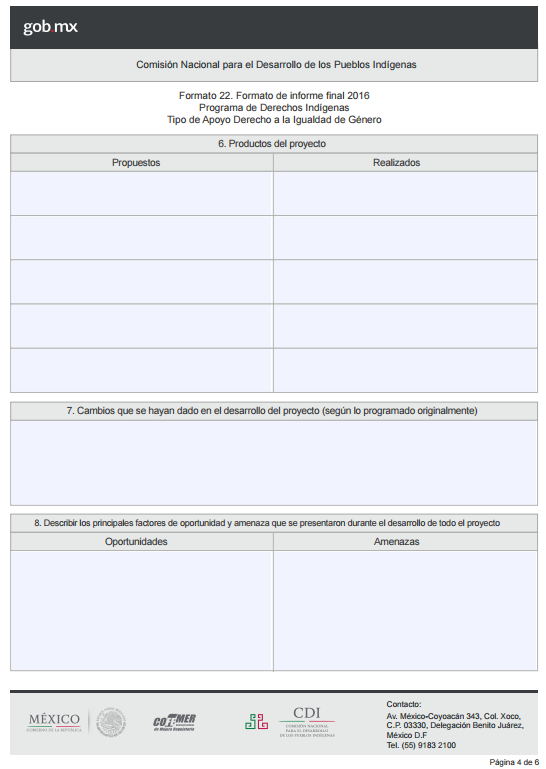 gob.mx
Comisión Nacional para el Desarrollo de los Pueblos Indígenas
Formato 22. Formato de informe final 2016
Programa de Derechos Indígenas
Tipo de Apoyo Derecho a la Igualdad de Género
6. Productos del proyecto
Propuestos
Realizados
7. Cambios que se hayan dado en el desarrollo del proyecto (según lo programado originalmente)
8. Describir los principales factores de oportunidad y amenaza que se presentaron durante el desarrollo de todo el proyecto
Oportunidades
Amenazas
MÉXICO
GOBIERNO DE LA REPÚBLICA
COFEMER
de Mejora Regulatoria
CDI
COMISIÓN NACIONAL
PARA EL DESARROLLO
DE LOS PUEBLOS INDÍGENAS
Contacto:
Av. México-Coyoacán 343, Col. Xoco,
C.P. 03330, Delegación Benito Juárez,
México D.F
Tel. (55) 9183 2100
Página 4 de 6